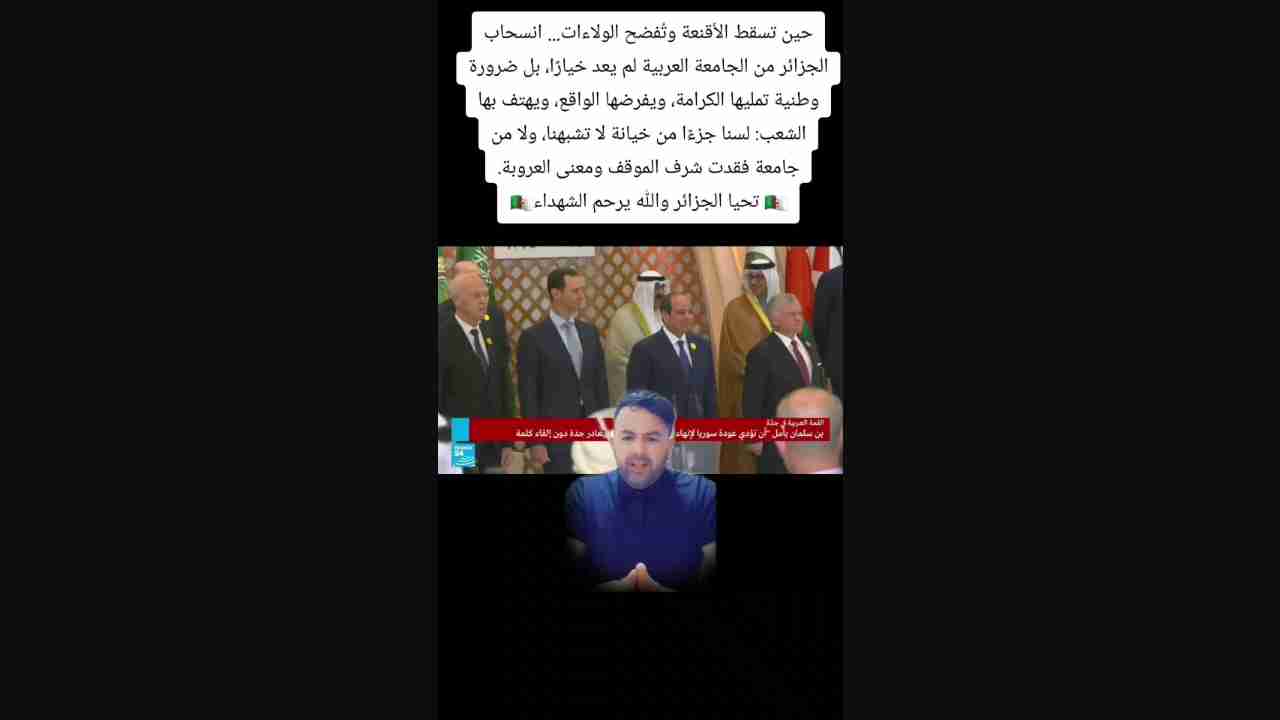 حين تسقط الأقنعة وتُفضح الولاءات... انسحاب
الجزائر من الجامعة العربية لم يعد خيارًا، بل ضرورة
وطنية تمليها الكرامة، ويفرضها الواقع، ويهتف بها
الشعب: لسنا جزءًا من خيانة لا تشبهنا، ولا من
جامعة فقدت شرف الموقف ومعنى العروبة.
🇩🇿 تحيا الجزائر والله يرحم الشهداء 🇩🇿
القمة العربية في جدة
بن سلمان يأمل "أن تؤدي عودة سوريا لإنهاء يغادر جدة دون إلقاء كلمة
FRANCE
24